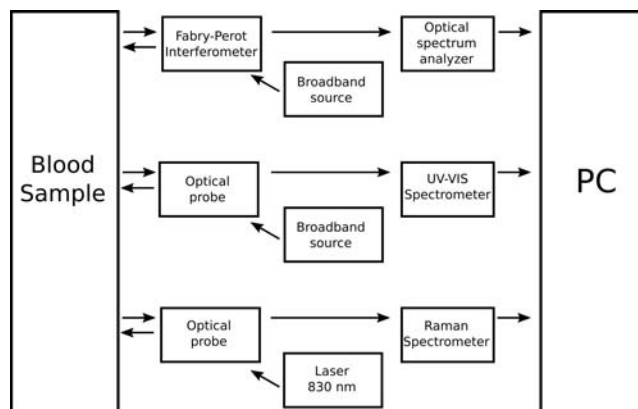 Blood
Sample
Fabry-Perot
Interferometer
Optical
spectrum
analyzer
Broadband
source
Optical
probe
UV-VIS
Spectrometer
Broadband
source
Optical
probe
Raman
Spectrometer
Laser
830 nm
PC